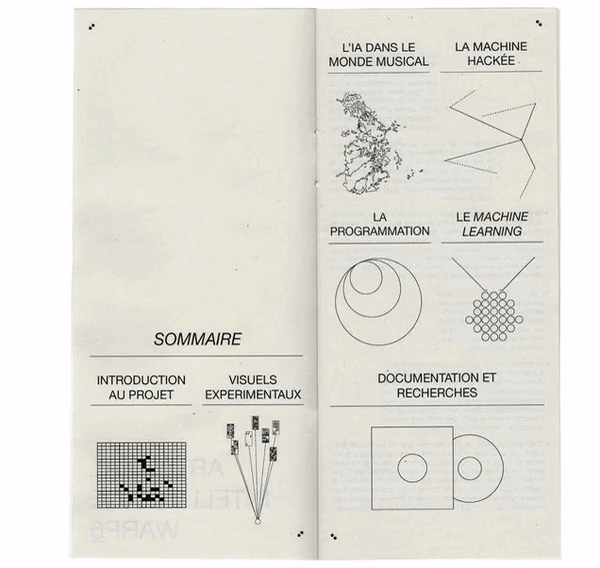 SOMMAIRE
INTRODUCTION
AU PROJET
VISUELS
EXPERIMENTAUX
L'IA DANS LE
MONDE MUSICAL
LA MACHINE
HACKÉE
LA
PROGRAMMATION
LE MACHINE
LEARNING
DOCUMENTATION ET
RECHERCHES